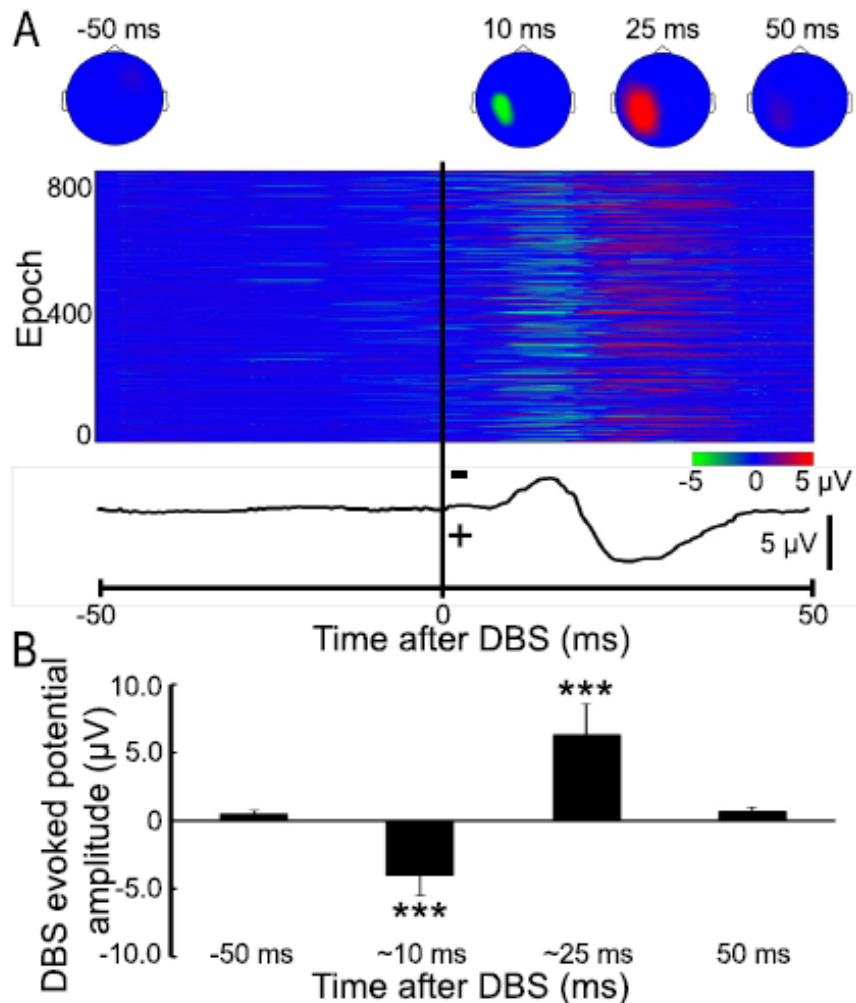 A
-50 ms 10 ms 25 ms 50 ms
800
400
0
Epoch
-5 0 5 µV
-
+
5 µV
-50 0 50
Time after DBS (ms)
B
DBS evoked potential
amplitude (µV)
10.0
5.0
0
-5.0
-10.0
***
***
-50 ms ~10 ms ~25 ms 50 ms
Time after DBS (ms)